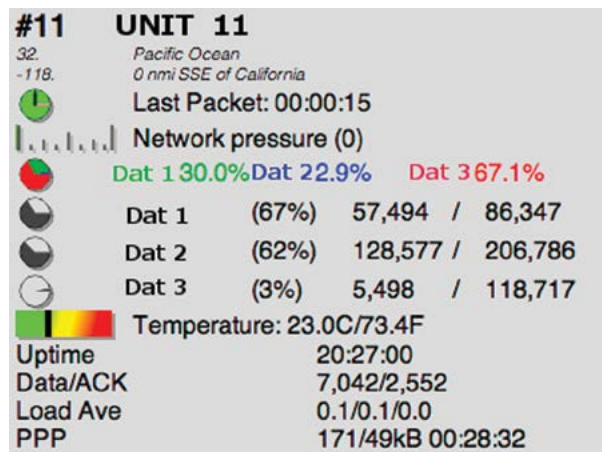 #11 UNIT 11
32. Pacific Ocean
-118. 0 nmi SSE of California
Last Packet: 00:00:15
Network pressure (0)
Dat 1 30.0% Dat 2 2.9% Dat 3 67.1%
Dat 1 (67%) 57,494 / 86,347
Dat 2 (62%) 128,577 / 206,786
Dat 3 (3%) 5,498 / 118,717
Temperature: 23.0C/73.4F
Uptime 20:27:00
Data/ACK 7,042/2,552
Load Ave 0.1/0.1/0.0
PPP 171/49kB 00:28:32